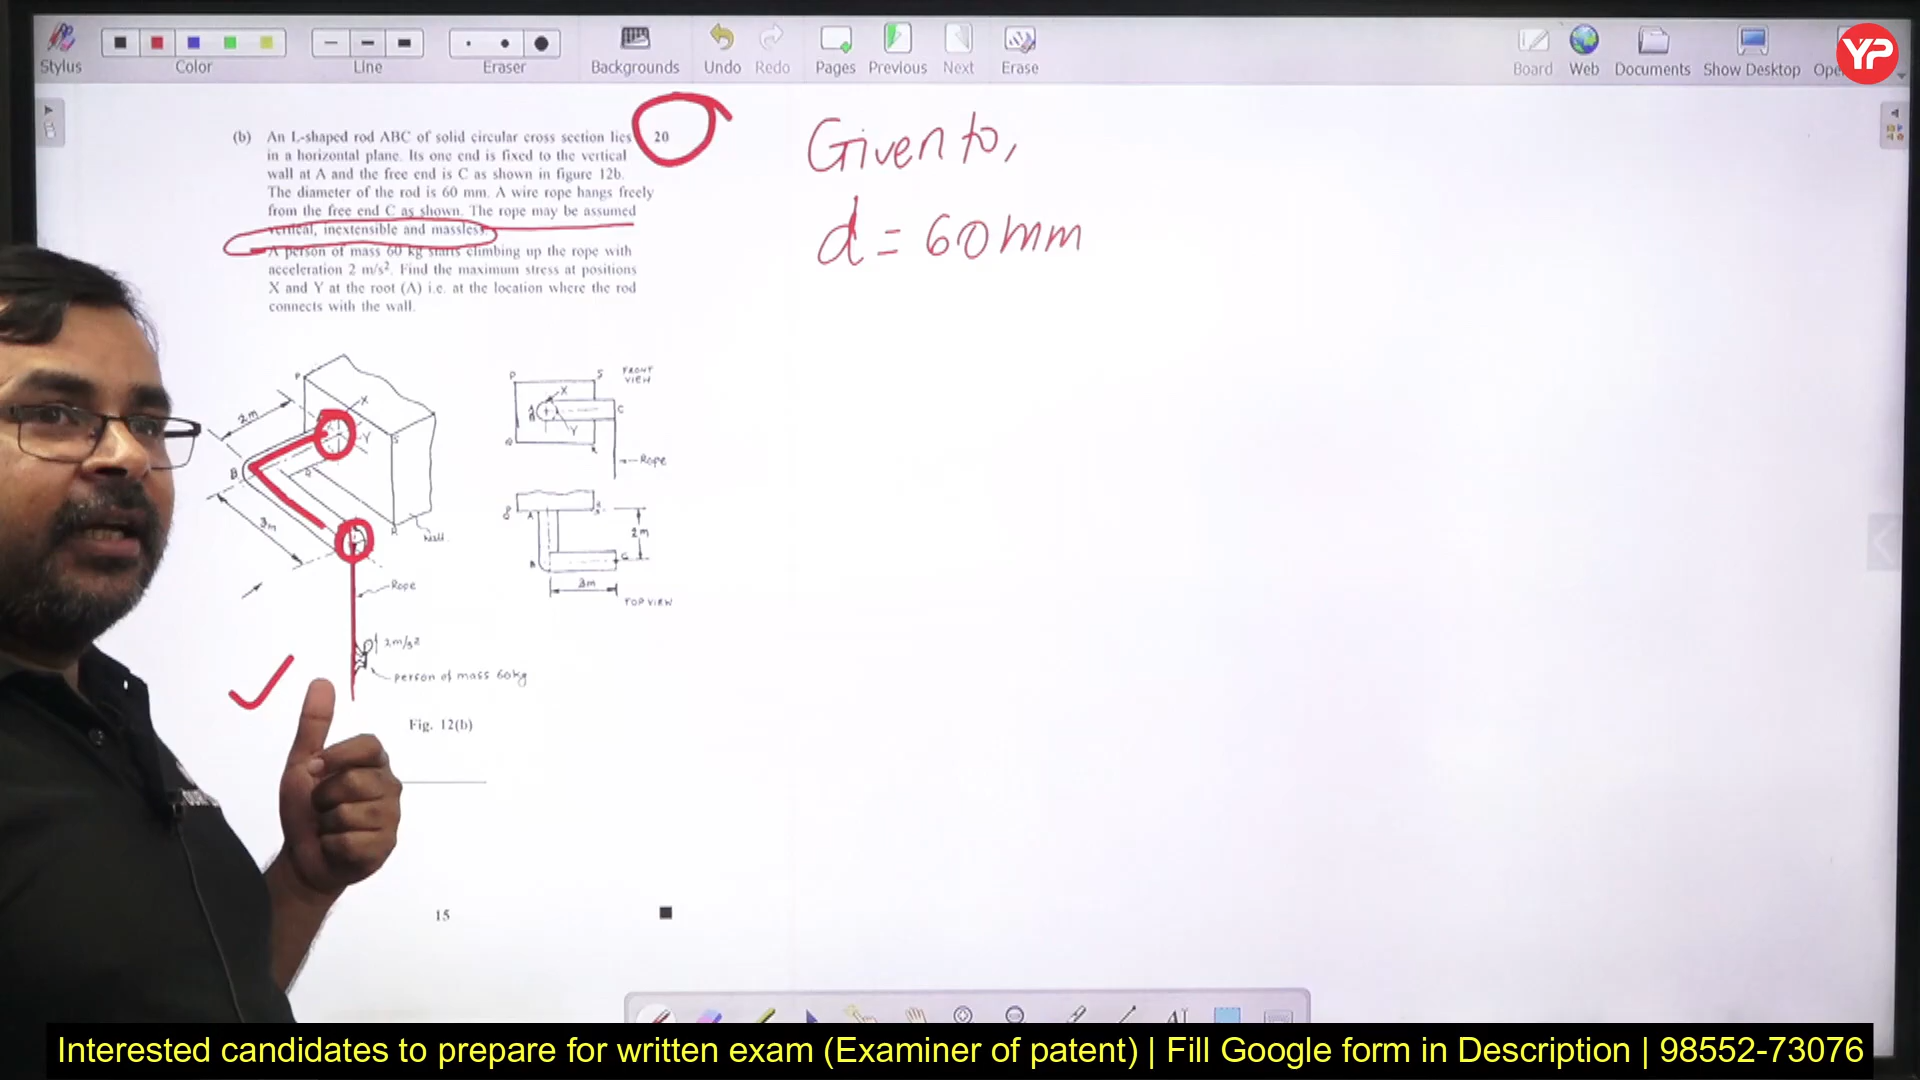 Stylus
Color
Line
Eraser
Backgrounds
Undo
Redo
Pages
Previous
Next
Erase
Board
Web
Documents
Show Desktop
YP
(b) An L-shaped rod ABC of solid circular cross section lies 20
in a horizontal plane. Its one end is fixed to the vertical
wall at A and the free end is C as shown in figure 12b.
The diameter of the rod is 60 mm. A wire rope hangs freely
from the free end C as shown. The rope may be assumed
vertical, inextensible and massless.
A person of mass 60 kg starts climbing up the rope with
acceleration 2 m/s². Find the maximum stress at positions
X and Y at the root (A) i.e. at the location where the rod
connects with the wall.
Given to,
d = 60mm
P
X
2m
Y
S
B
3m
R
Wall
Rope
2m/s²
person of mass 60kg
P
S
FRONT
VIEW
X
C
Y
Rope
A
2m
B
C
3m
TOP VIEW
Fig. 12(b)
15
Interested candidates to prepare for written exam (Examiner of patent) | Fill Google form in Description | 98552-73076